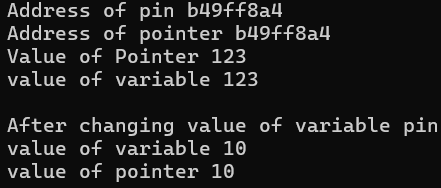 Address of pin b49ff8a4
Address of pointer b49ff8a4
Value of Pointer 123
value of variable 123
After changing value of variable pin
value of variable 10
value of pointer 10